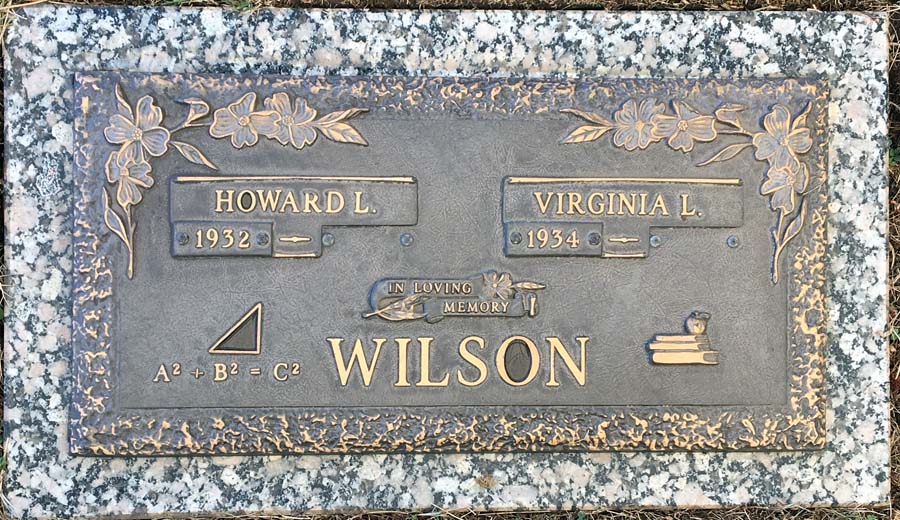 HOWARD L.
1932 —
VIRGINIA L.
1934 —
IN LOVING
MEMORY
A² + B² = C²
WILSON